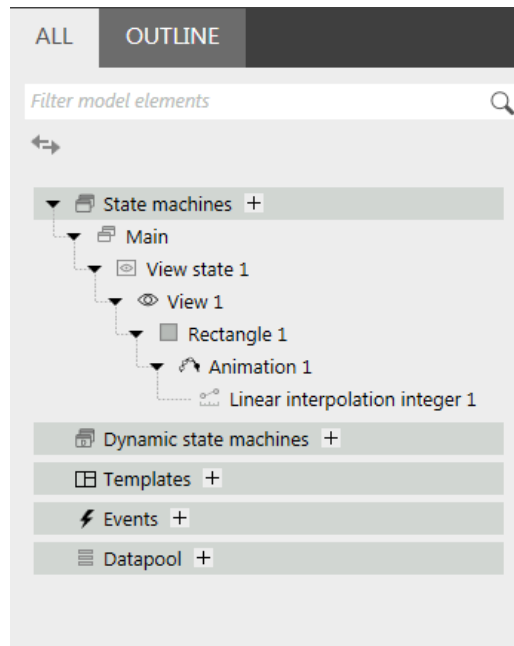 ALL OUTLINE
Filter model elements
State machines +
Main
View state 1
View 1
Rectangle 1
Animation 1
Linear interpolation integer 1
Dynamic state machines +
Templates +
Events +
Datapool +